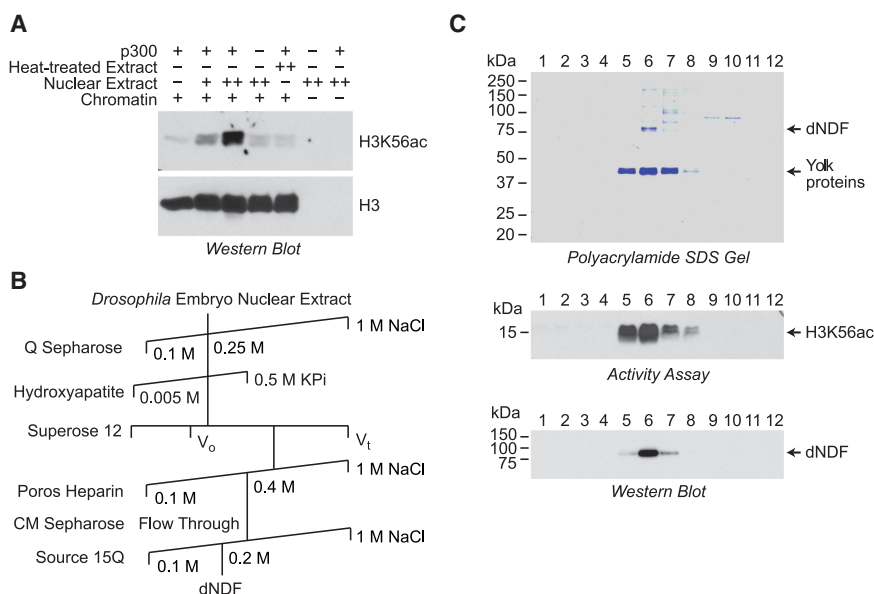 A
p300 + + + – + – +
Heat-treated Extract – – – – ++ – –
Nuclear Extract – + ++ ++ – ++ ++
Chromatin + + + + + – –
H3K56ac
H3
Western Blot
B
Drosophila Embryo Nuclear Extract
1 M NaCl
Q Sepharose
0.1 M
0.25 M
0.5 M KPi
Hydroxyapatite
0.005 M
Superose 12
Vo
Vt
1 M NaCl
Poros Heparin
0.1 M
0.4 M
CM Sepharose Flow Through
1 M NaCl
Source 15Q
0.1 M
0.2 M
dNDF
C
kDa 1 2 3 4 5 6 7 8 9 10 11 12
250
150
100
75
50
37
25
20
dNDF
Yolk
proteins
Polyacrylamide SDS Gel
kDa 1 2 3 4 5 6 7 8 9 10 11 12
15
H3K56ac
Activity Assay
kDa 1 2 3 4 5 6 7 8 9 10 11 12
150
100
75
dNDF
Western Blot